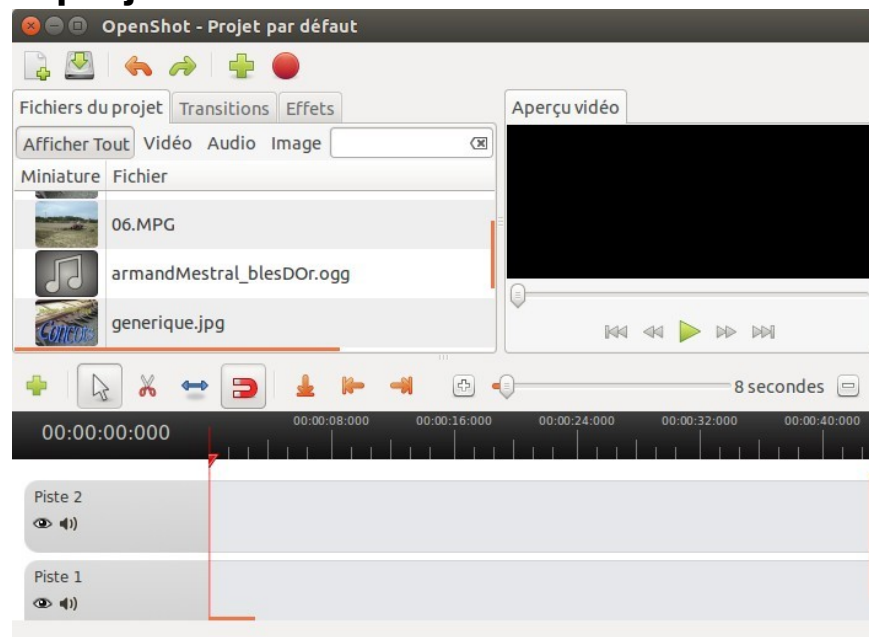 OpenShot - Projet par défaut
Fichiers du projet Transitions Effets
Aperçu vidéo
Afficher Tout Vidéo Audio Image
Miniature Fichier
06.MPG
armandMestral_blesDOr.ogg
generique.jpg
8 secondes
00:00:00:000
00:00:08:000 00:00:16:000 00:00:24:000 00:00:32:000 00:00:40:000
Piste 2
Piste 1